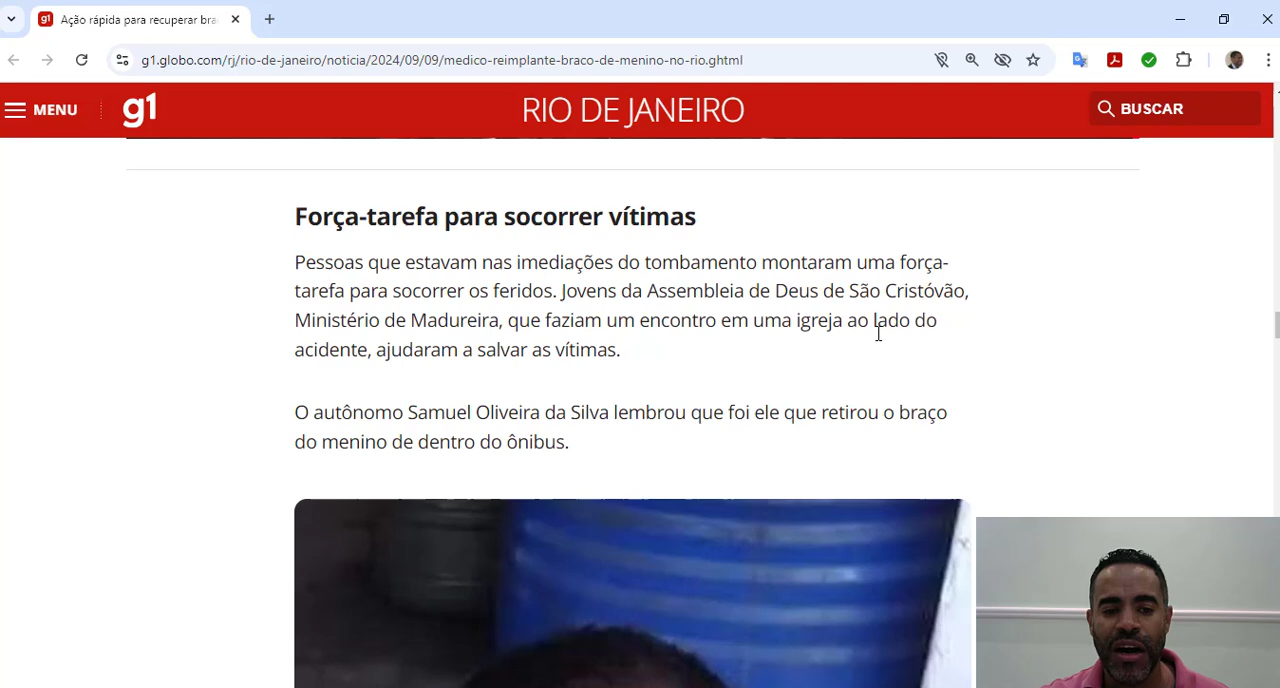 g1 Ação rápida para recuperar bra
g1.globo.com/rj/rio-de-janeiro/noticia/2024/09/09/medico-reimplante-braco-de-menino-no-rio.ghtml
MENU g1 RIO DE JANEIRO BUSCAR
Força-tarefa para socorrer vítimas
Pessoas que estavam nas imediações do tombamento montaram uma força-
tarefa para socorrer os feridos. Jovens da Assembleia de Deus de São Cristóvão,
Ministério de Madureira, que faziam um encontro em uma igreja ao lado do
acidente, ajudaram a salvar as vítimas.
O autônomo Samuel Oliveira da Silva lembrou que foi ele que retirou o braço
do menino de dentro do ônibus.